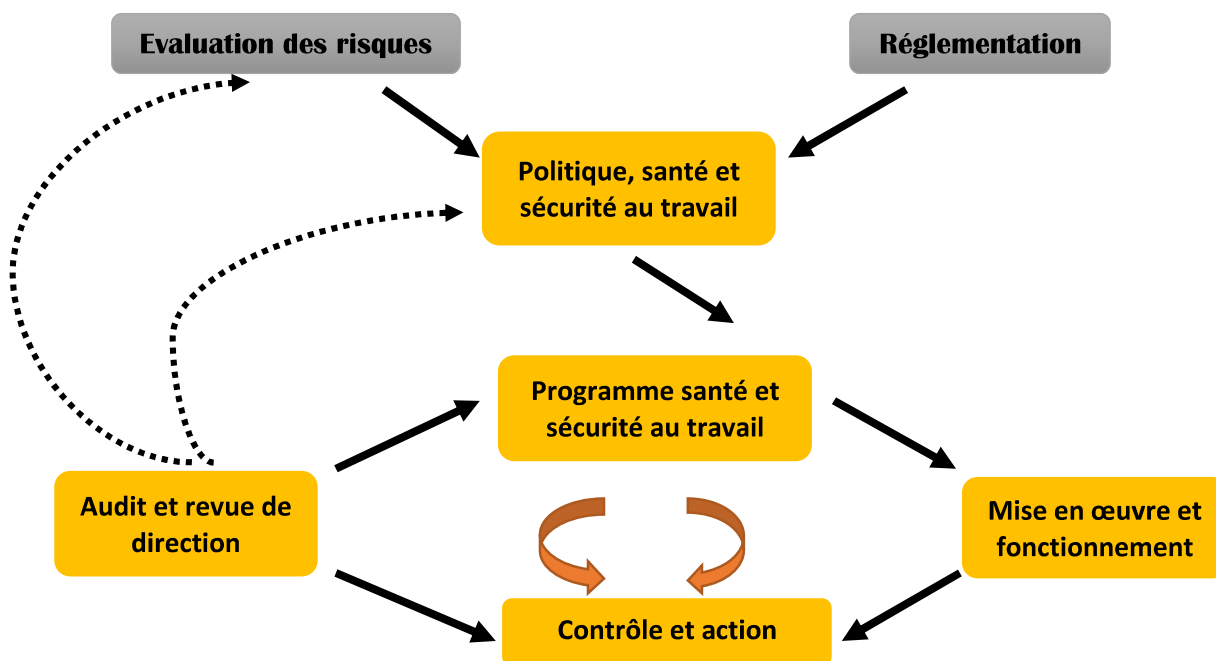 Evaluation des risques
Réglementation
Politique, santé et
sécurité au travail
Programme santé et
sécurité au travail
Audit et revue de
direction
Mise en œuvre et
fonctionnement
Contrôle et action